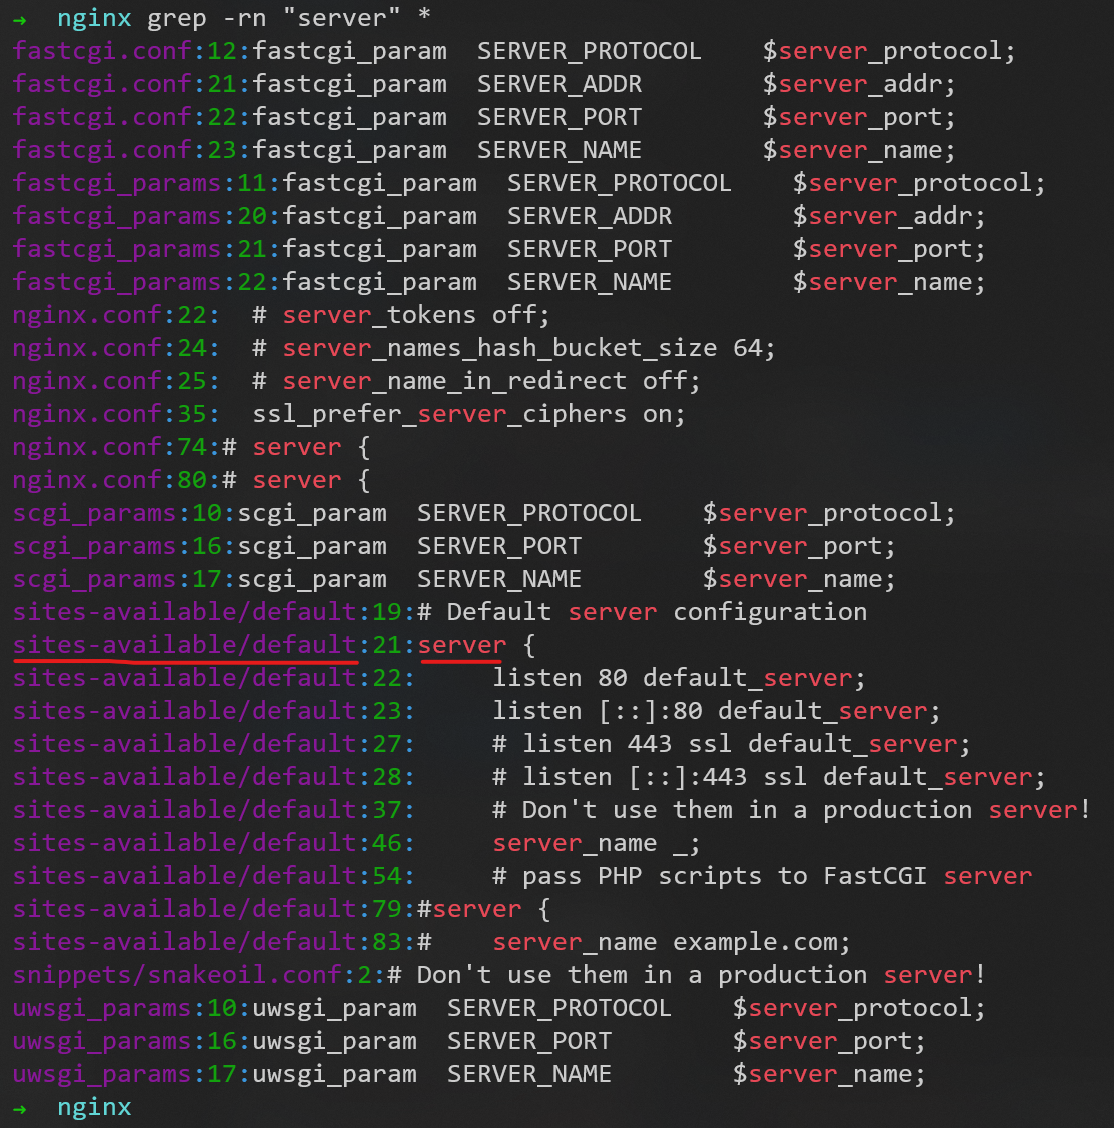 →  nginx grep -rn "server" *
fastcgi.conf:12:fastcgi_param  SERVER_PROTOCOL    $server_protocol;
fastcgi.conf:21:fastcgi_param  SERVER_ADDR        $server_addr;
fastcgi.conf:22:fastcgi_param  SERVER_PORT        $server_port;
fastcgi.conf:23:fastcgi_param  SERVER_NAME        $server_name;
fastcgi_params:11:fastcgi_param  SERVER_PROTOCOL    $server_protocol;
fastcgi_params:20:fastcgi_param  SERVER_ADDR        $server_addr;
fastcgi_params:21:fastcgi_param  SERVER_PORT        $server_port;
fastcgi_params:22:fastcgi_param  SERVER_NAME        $server_name;
nginx.conf:22:  # server_tokens off;
nginx.conf:24:  # server_names_hash_bucket_size 64;
nginx.conf:25:  # server_name_in_redirect off;
nginx.conf:35:  ssl_prefer_server_ciphers on;
nginx.conf:74:# server {
nginx.conf:80:# server {
scgi_params:10:scgi_param  SERVER_PROTOCOL    $server_protocol;
scgi_params:16:scgi_param  SERVER_PORT        $server_port;
scgi_params:17:scgi_param  SERVER_NAME        $server_name;
sites-available/default:19:# Default server configuration
sites-available/default:21:server {
sites-available/default:22:     listen 80 default_server;
sites-available/default:23:     listen [::]:80 default_server;
sites-available/default:27:     # listen 443 ssl default_server;
sites-available/default:28:     # listen [::]:443 ssl default_server;
sites-available/default:37:     # Don't use them in a production server!
sites-available/default:46:     server_name _;
sites-available/default:54:     # pass PHP scripts to FastCGI server
sites-available/default:79:#server {
sites-available/default:83:#    server_name example.com;
snippets/snakeoil.conf:2:# Don't use them in a production server!
uwsgi_params:10:uwsgi_param  SERVER_PROTOCOL    $server_protocol;
uwsgi_params:16:uwsgi_param  SERVER_PORT        $server_port;
uwsgi_params:17:uwsgi_param  SERVER_NAME        $server_name;
→  nginx